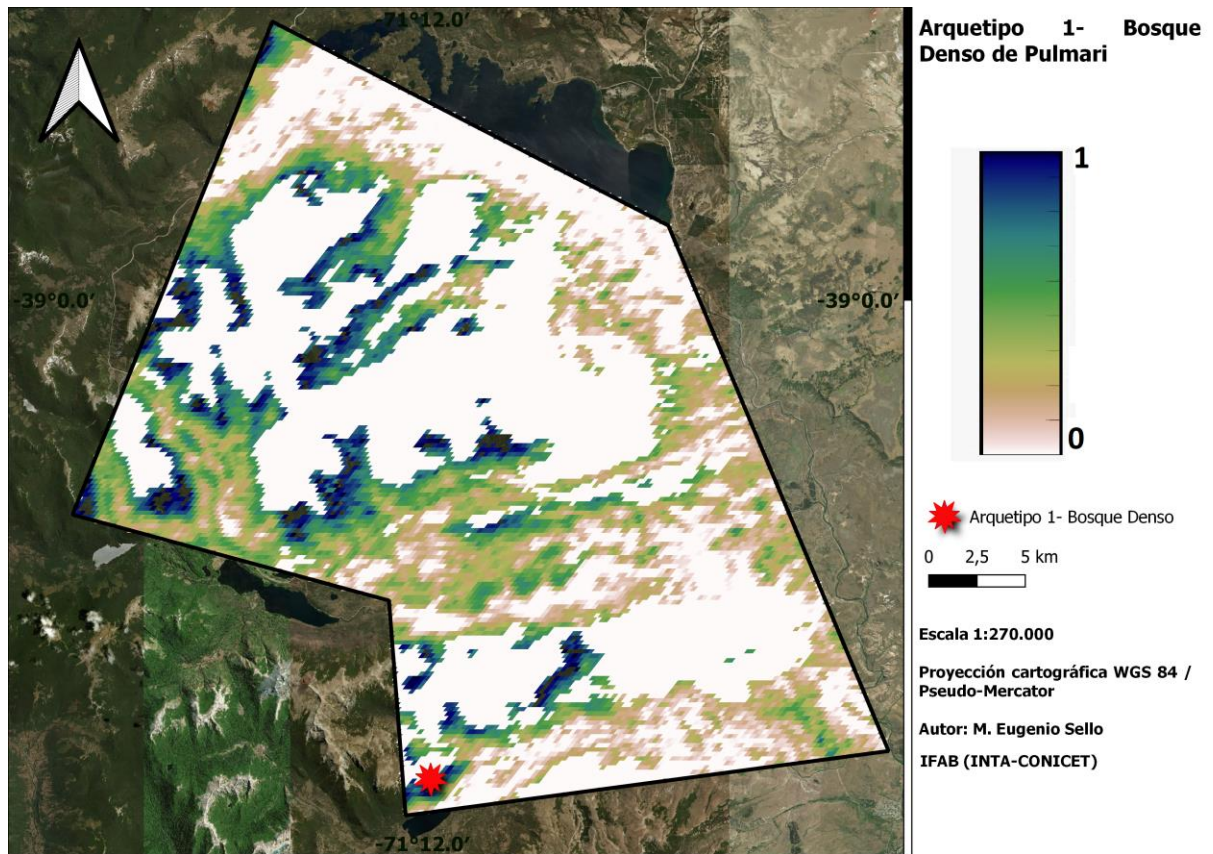 -71°12.0′
-39°0.0′
-39°0.0′
-71°12.0′
Arquetipo 1- Bosque
Denso de Pulmari
1
0
Arquetipo 1- Bosque Denso
0 2,5 5 km
Escala 1:270.000
Proyección cartográfica WGS 84 /
Pseudo-Mercator
Autor: M. Eugenio Sello
IFAB (INTA-CONICET)